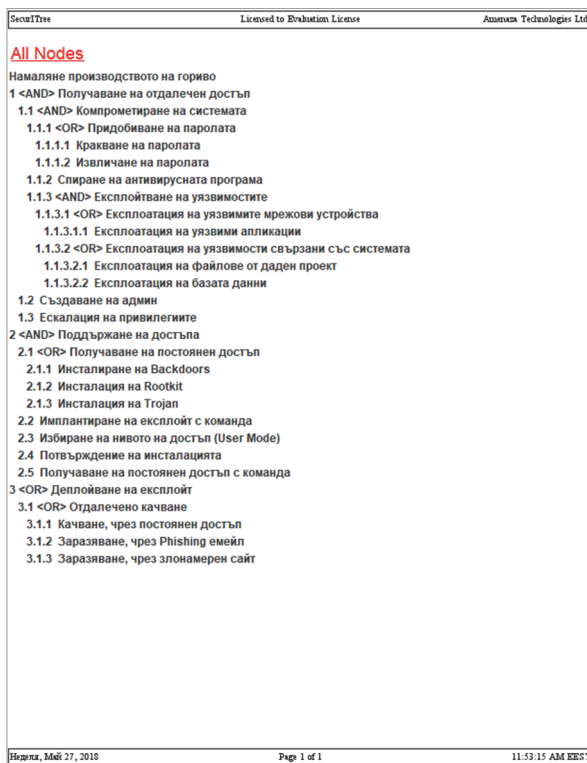 SecurITree Licensed to Evaluation License Amenaza Technologies Ltd
All Nodes
Намаляне производството на гориво
1 <AND> Получаване на отдалечен достъп
1.1 <AND> Компрометиране на системата
1.1.1 <OR> Придобиване на паролата
1.1.1.1 Кракване на паролата
1.1.1.2 Извличане на паролата
1.1.2 Спиране на антивирусната програма
1.1.3 <AND> Експлойтване на уязвимостите
1.1.3.1 <OR> Експлоатация на уязвимите мрежови устройства
1.1.3.1.1 Експлоатация на уязвими апликации
1.1.3.2 <OR> Експлоатация на уязвимости свързани със системата
1.1.3.2.1 Експлоатация на файлове от даден проект
1.1.3.2.2 Експлоатация на базата данни
1.2 Създаване на админ
1.3 Ескалация на привилегиите
2 <AND> Поддържане на достъпа
2.1 <OR> Получаване на постоянен достъп
2.1.1 Инсталиране на Backdoors
2.1.2 Инсталация на Rootkit
2.1.3 Инсталация на Trojan
2.2 Имплантиране на експлойт с команда
2.3 Избиране на нивото на достъп (User Mode)
2.4 Потвърждение на инсталацията
2.5 Получаване на постоянен достъп с команда
3 <OR> Деплойване на експлойт
3.1 <OR> Отдалечено качване
3.1.1 Качване, чрез постоянен достъп
3.1.2 Заразяване, чрез Phishing емейл
3.1.3 Заразяване, чрез злонамерен сайт
Неделя, Май 27, 2018 Page 1 of 1 11:53:15 AM EEST